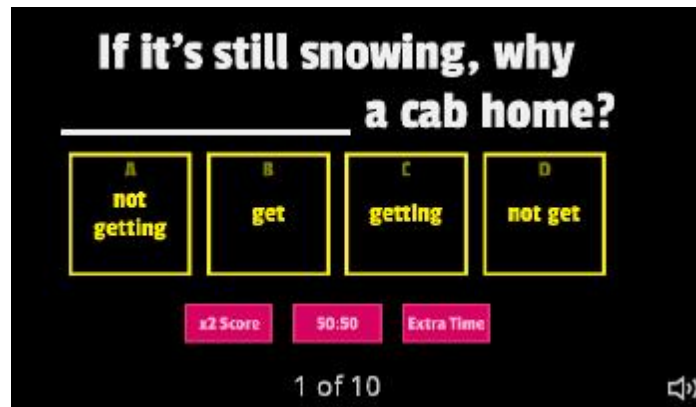 If it's still snowing, why
_______________ a cab home?
A
not
getting
B
get
C
getting
D
not get
x2 Score
50:50
Extra Time
1 of 10